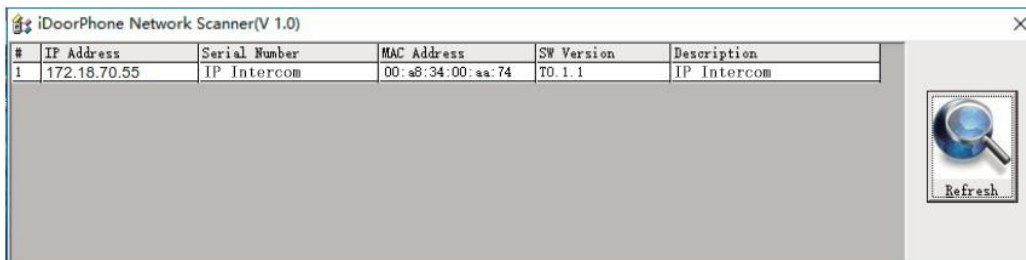 iDoorPhone Network Scanner(V 1.0)
# IP Address Serial Number MAC Address SW Version Description
1 172.18.70.55 IP Intercom 00:a8:34:00:aa:74 T0.1.1 IP Intercom
Refresh